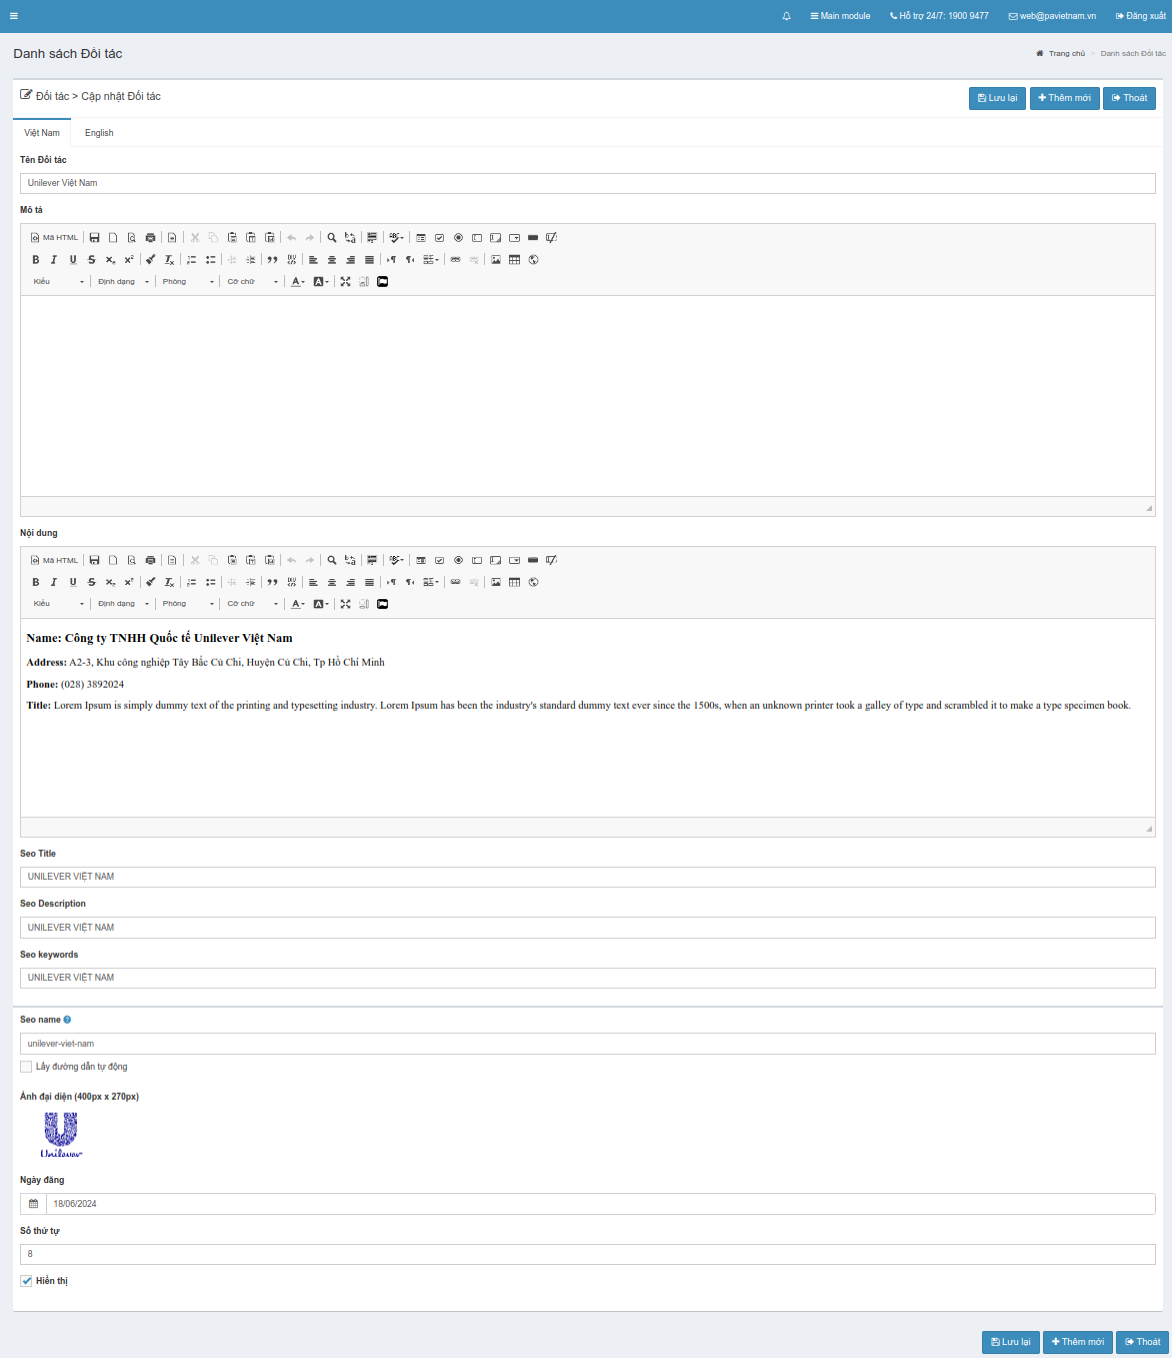 Main module
Hỗ trợ 24/7: 1900 9477
web@pavietnam.vn
Đăng xuất
Danh sách Đối tác
Trang chủ > Danh sách Đối tác
Đối tác > Cập nhật Đối tác
Lưu lại
Thêm mới
Thoát
Việt Nam
English
Tên Đối tác
Unilever Việt Nam
Mô tả
Mã HTML
Kiểu
Định dạng
Phông
Cỡ chữ
Nội dung
Mã HTML
Kiểu
Định dạng
Phông
Cỡ chữ
Name: Công ty TNHH Quốc tế Unilever Việt Nam
Address: A2-3, Khu công nghiệp Tây Bắc Củ Chi, Huyện Củ Chi, Tp Hồ Chí Minh
Phone: (028) 3892024
Title: Lorem Ipsum is simply dummy text of the printing and typesetting industry. Lorem Ipsum has been the industry's standard dummy text ever since the 1500s, when an unknown printer took a galley of type and scrambled it to make a type specimen book.
Seo Title
UNILEVER VIỆT NAM
Seo Description
UNILEVER VIỆT NAM
Seo keywords
UNILEVER VIỆT NAM
Seo name
unilever-viet-nam
Lấy đường dẫn tự động
Ảnh đại diện (400px x 270px)
Unilever
Ngày đăng
18/06/2024
Số thứ tự
8
Hiển thị
Lưu lại
Thêm mới
Thoát